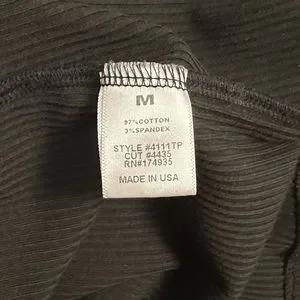 M
97%COTTON
3%SPANDEX
STYLE #4111TP
CUT #4435
RN#174935
MADE IN USA